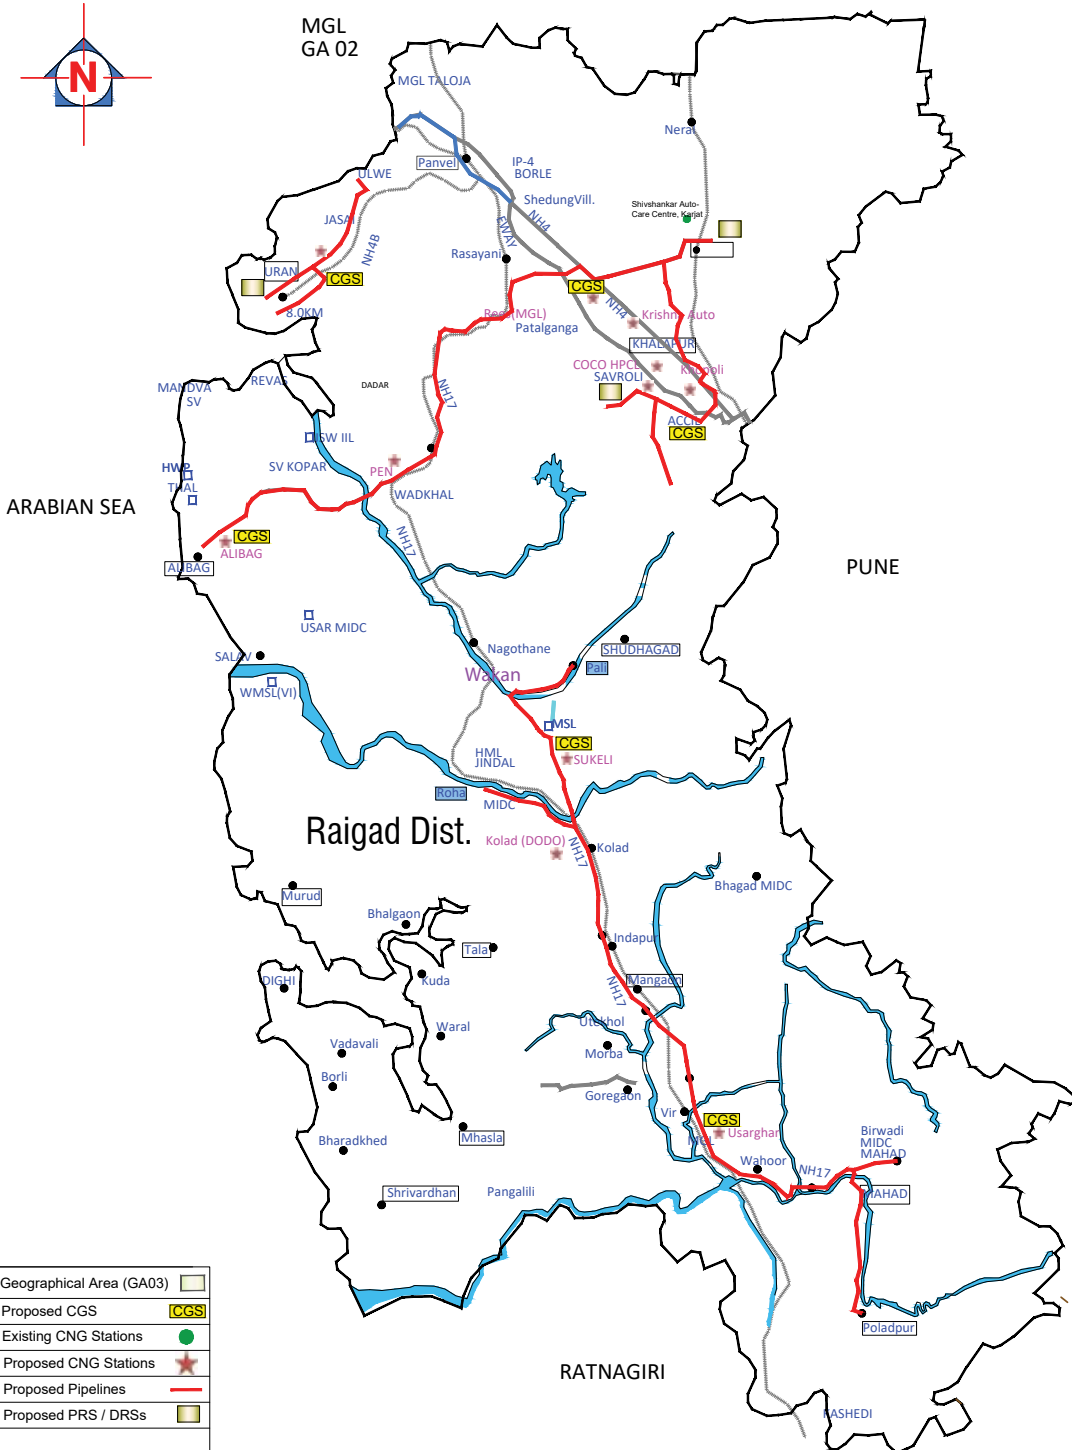 MGL
GA 02
N
MGL TALOJA
Neral
Panvel
IP-4
BORLE
ULWE
ShedungVill.
Shivshankar Auto-
Care Centre, Karjat
JASAI
NH4
EWAY
NH4B
Rasayani
URAN
CGS
CGS
8.0KM
NH4
Krishna Auto
Patalganga
KHALAPUR
COCO HPCL
SAVROLI
REVAS
MANDVA
SV
DADAR
NH17
ACCIL
CGS
SV KOPAR
PEN
HWP
THAL
WADKHAL
ARABIAN SEA
NH17
CGS
ALIBAG
ALIBAG
PUNE
USAR MIDC
SALAV
Nagothane
SHUDHAGAD
Wakan
Pali
WMSL(VI)
MSL
CGS
HML
JINDAL
SUKELI
Roha
MIDC
Raigad Dist.
Kolad (DODO)
NH17
Kolad
Murud
Bhagad MIDC
Bhalgaon
Tala
Indapur
DIGHI
Kuda
Mangaon
NH17
Utekhol
Waral
Vadavali
Morba
Borli
Goregaon
Vir
CGS
Usarghar
Mhasla
Bharadkhed
MGL
Birwadi
MIDC
MAHAD
Wahoor
NH17
Shrivardhan
Pangalili
MAHAD
Poladpur
RATNAGIRI
KASHEDI
Geographical Area (GA03)
Proposed CGS CGS
Existing CNG Stations
Proposed CNG Stations
Proposed Pipelines
Proposed PRS / DRSs